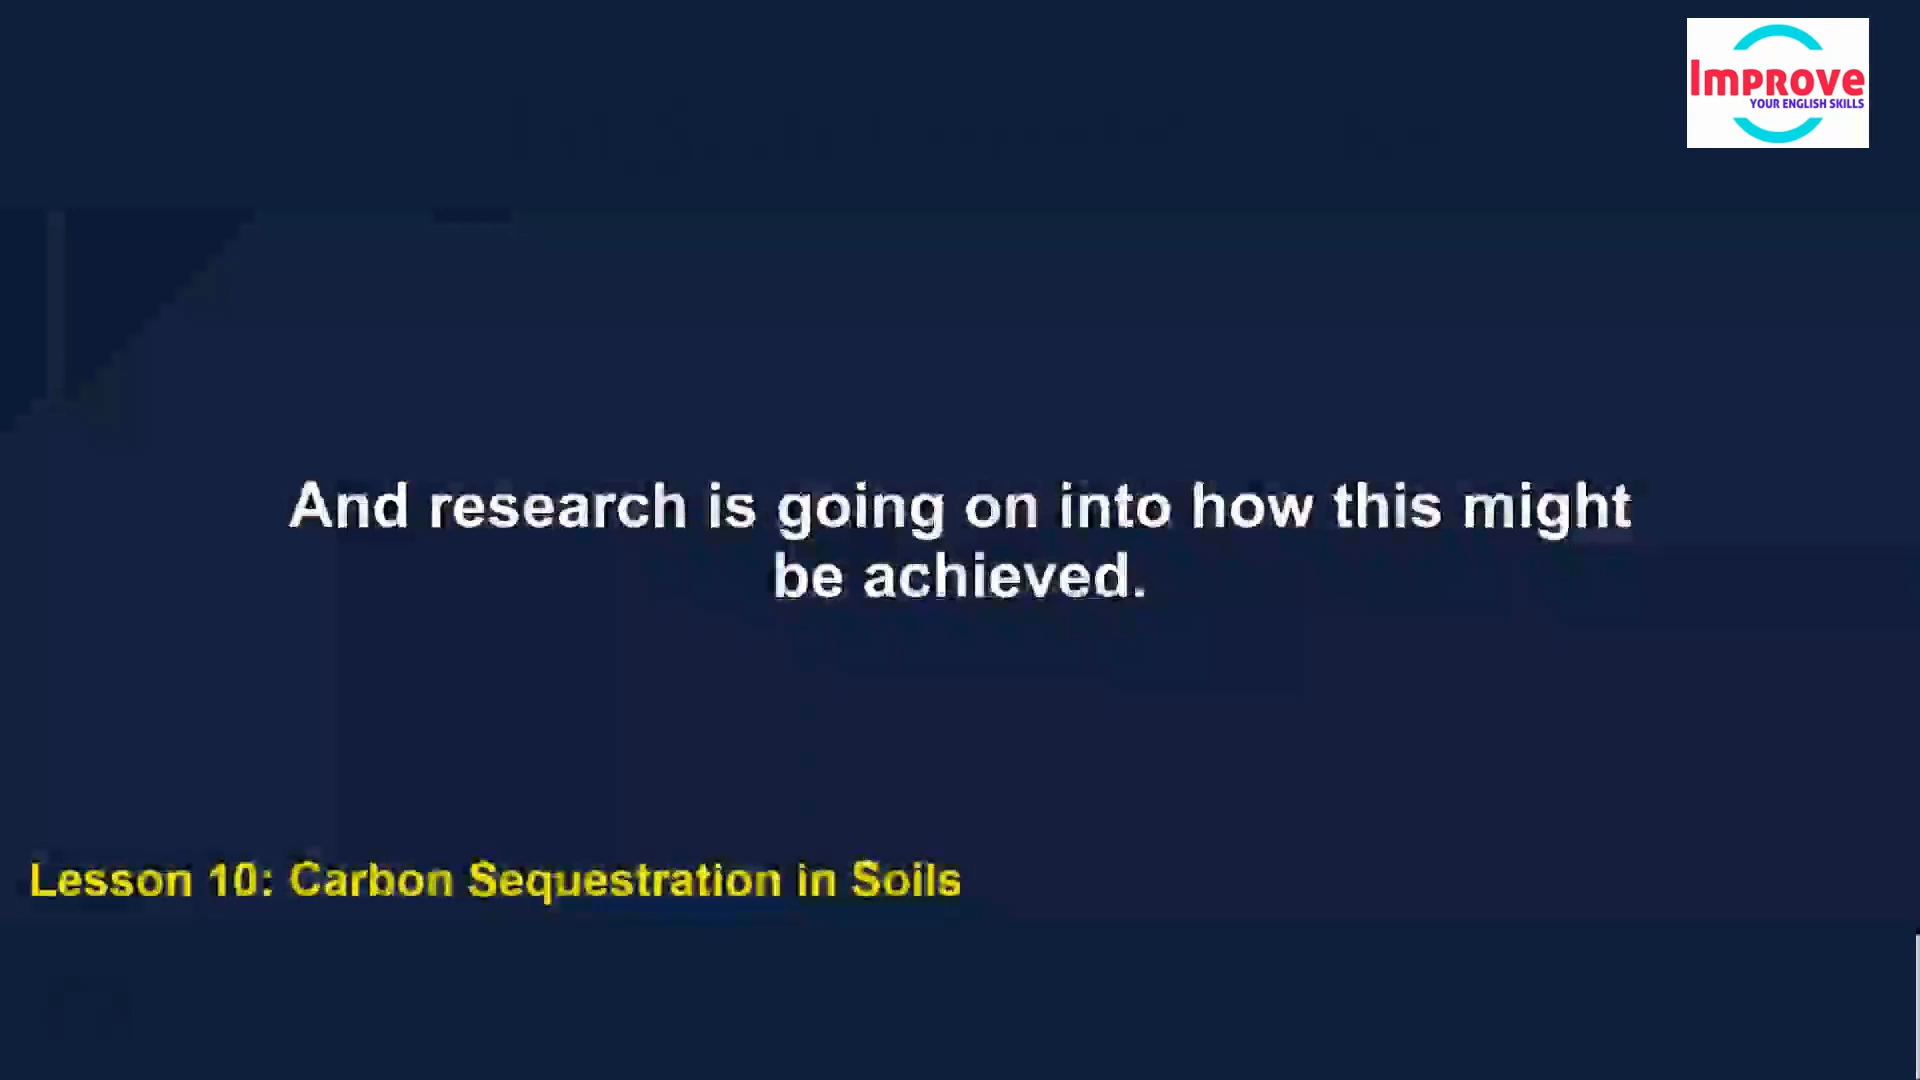 Improve
YOUR ENGLISH SKILLS
And research is going on into how this might
be achieved.
Lesson 10: Carbon Sequestration in Soils